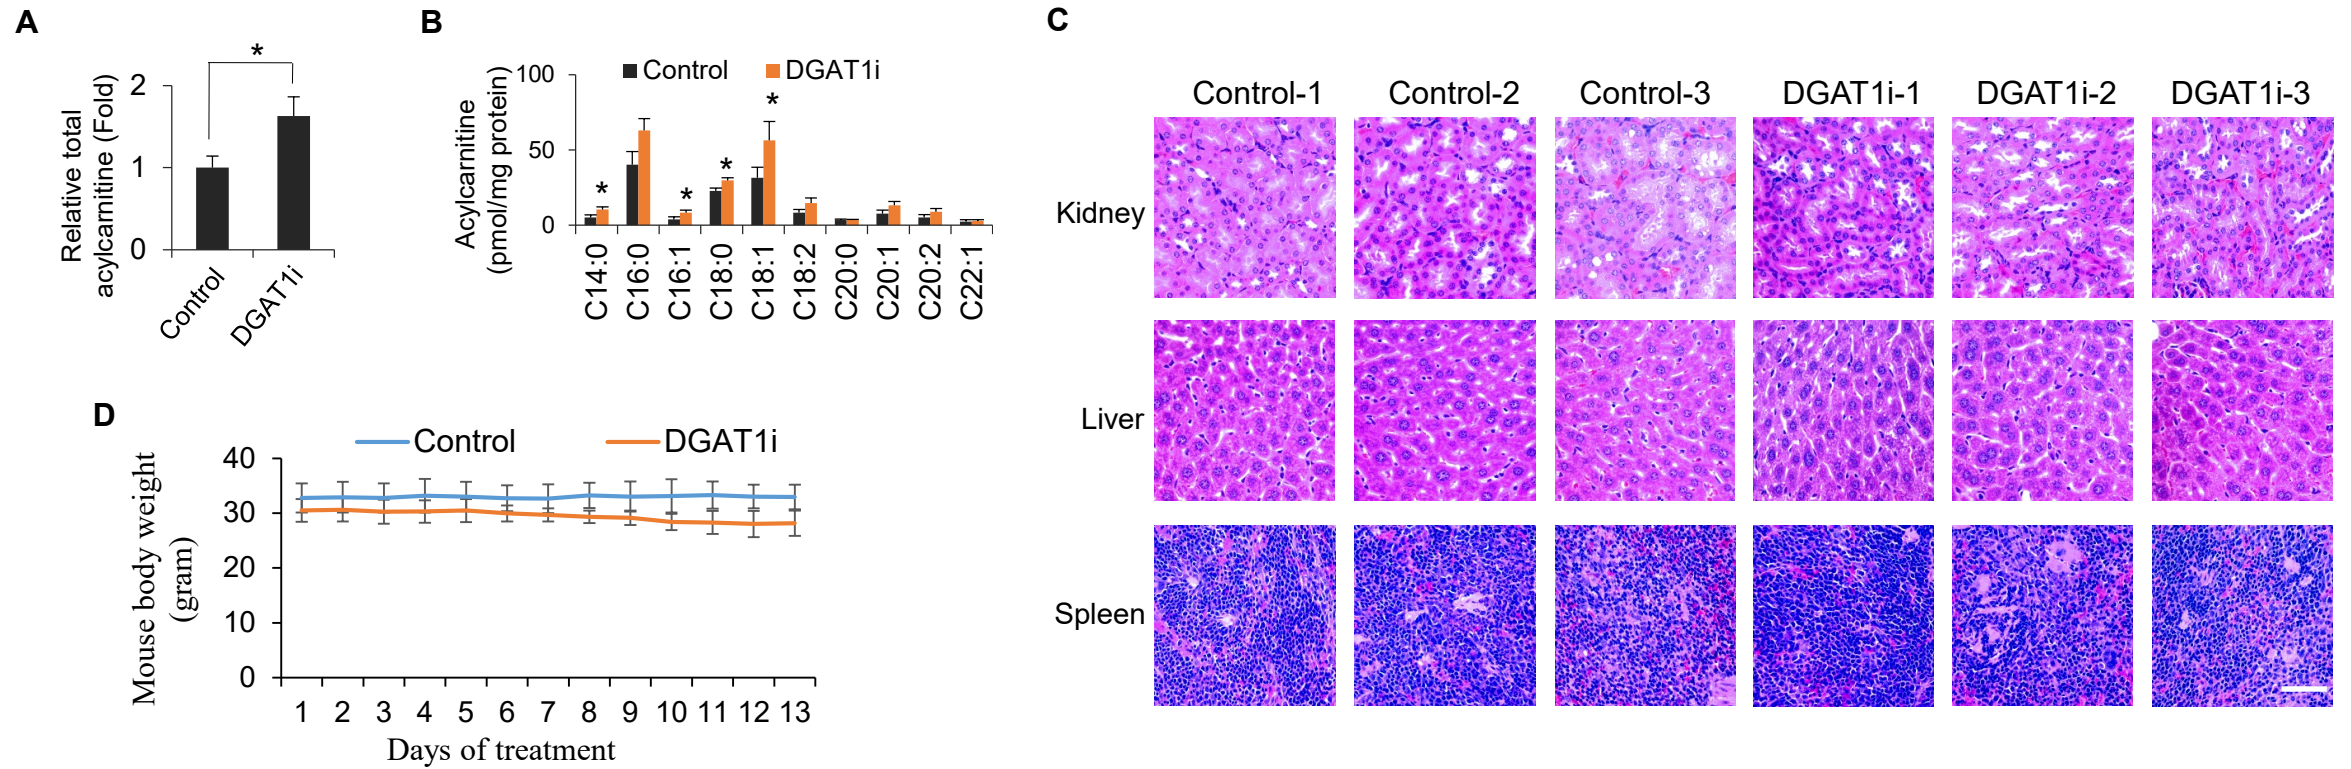 A
*
Relative total
acylcarnitine (Fold)
2
1
0
Control
DGAT1i
B
Control
DGAT1i
Acylcarnitine
(pmol/mg protein)
100
50
0
*
*
*
*
C14:0
C16:0
C16:1
C18:0
C18:1
C18:2
C20:0
C20:1
C20:2
C22:1
C
Control-1
Control-2
Control-3
DGAT1i-1
DGAT1i-2
DGAT1i-3
Kidney
Liver
Spleen
D
Control
DGAT1i
Mouse body weight
(gram)
40
30
20
10
0
1 2 3 4 5 6 7 8 9 10 11 12 13
Days of treatment